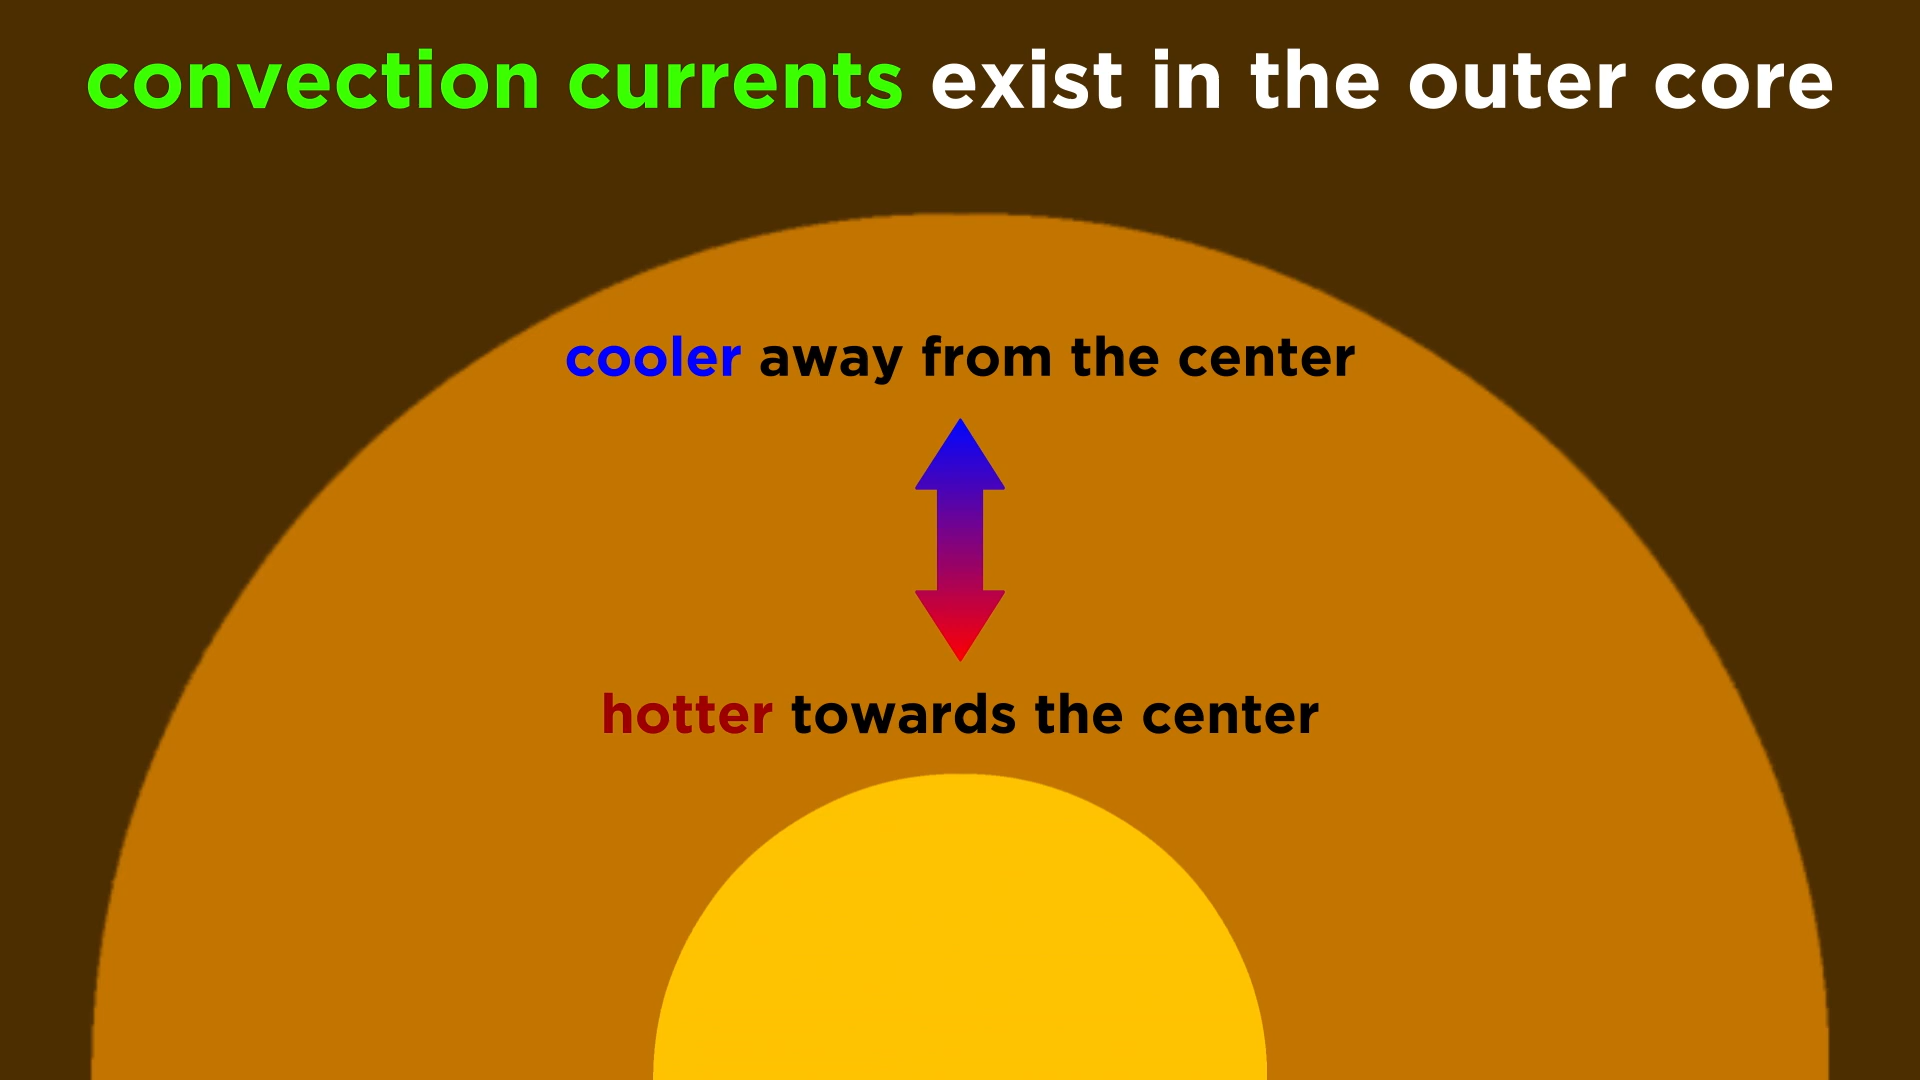 convection currents exist in the outer core
cooler away from the center
hotter towards the center